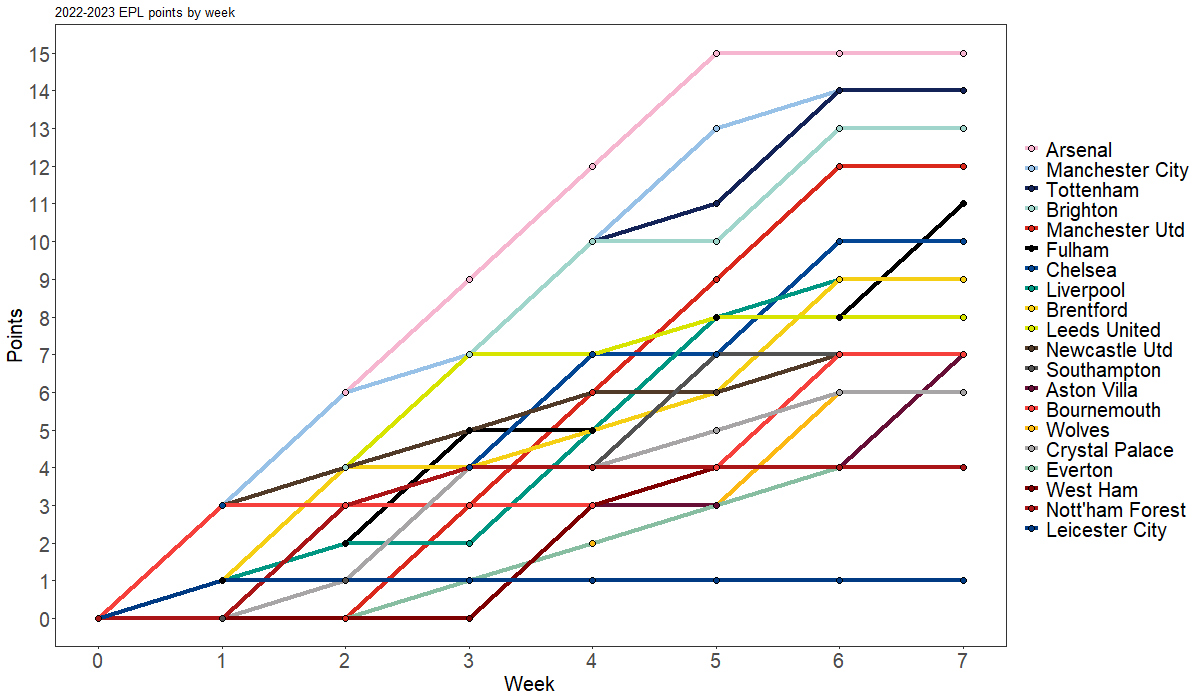 2022-2023 EPL points by week
Points
15
14
13
12
11
10
9
8
7
6
5
4
3
2
1
0
0 1 2 3 4 5 6 7
Week
Arsenal
Manchester City
Tottenham
Brighton
Manchester Utd
Fulham
Chelsea
Liverpool
Brentford
Leeds United
Newcastle Utd
Southampton
Aston Villa
Bournemouth
Wolves
Crystal Palace
Everton
West Ham
Nott'ham Forest
Leicester City